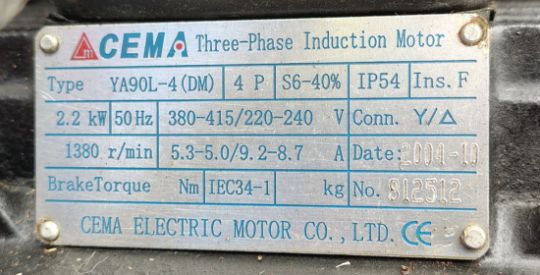 CEMA Three-Phase Induction Motor
Type YA90L-4(DM) 4 P S6-40% IP54 Ins. F
2.2 kW 50Hz 380-415/220-240 V Conn. Y/△
1380 r/min 5.3-5.0/9.2-8.7 A Date: 2004-10
BrakeTorque Nm IEC34-1 kg No. 812512
CEMA ELECTRIC MOTOR CO., LTD. CE